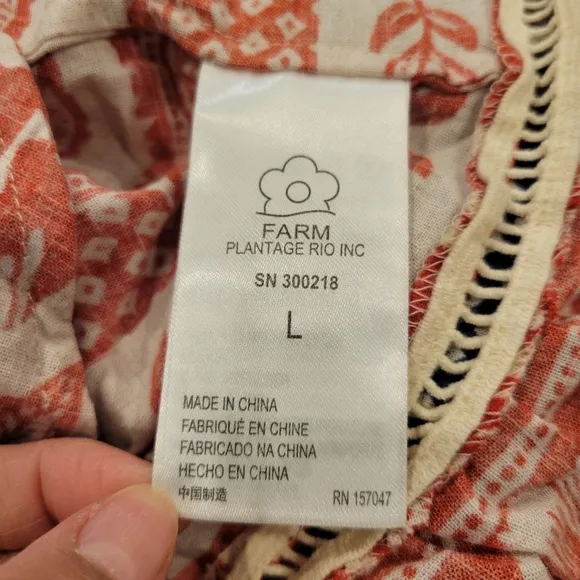 FARM
PLANTAGE RIO INC
SN 300218
L
MADE IN CHINA
FABRIQUÉ EN CHINE
FABRICADO NA CHINA
HECHO EN CHINA
中国制造 RN 157047